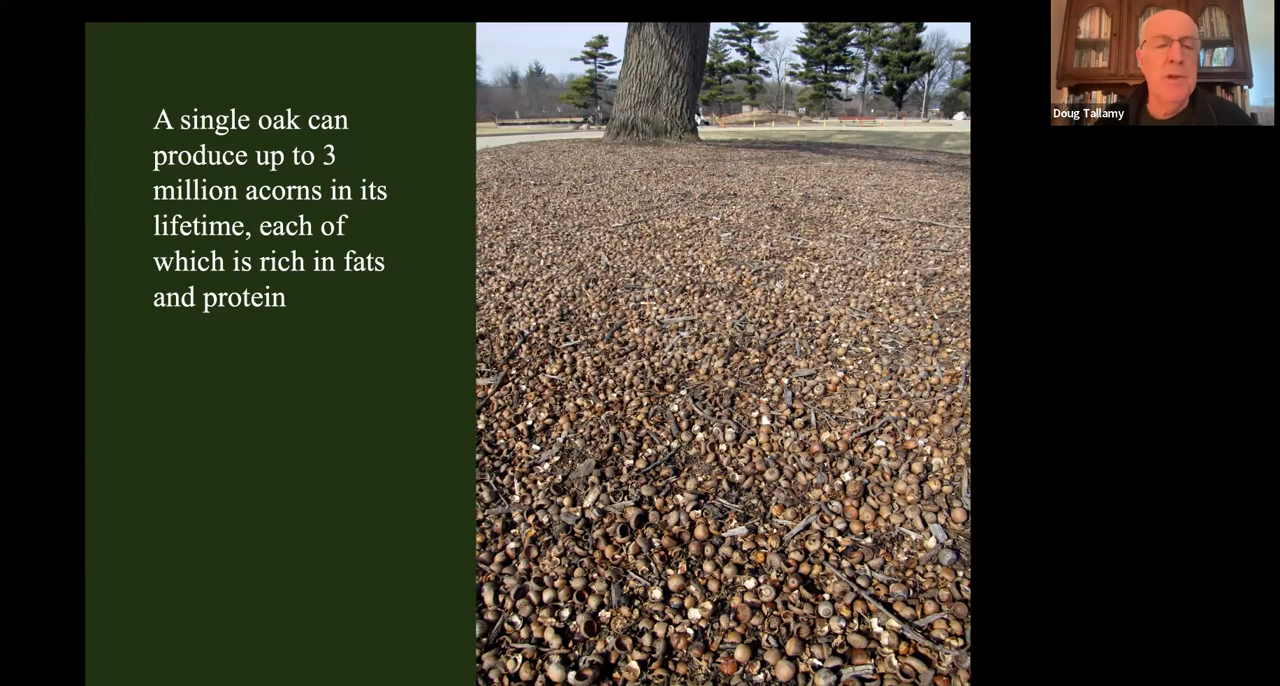 A single oak can
produce up to 3
million acorns in its
lifetime, each of
which is rich in fats
and protein
Doug Tallamy